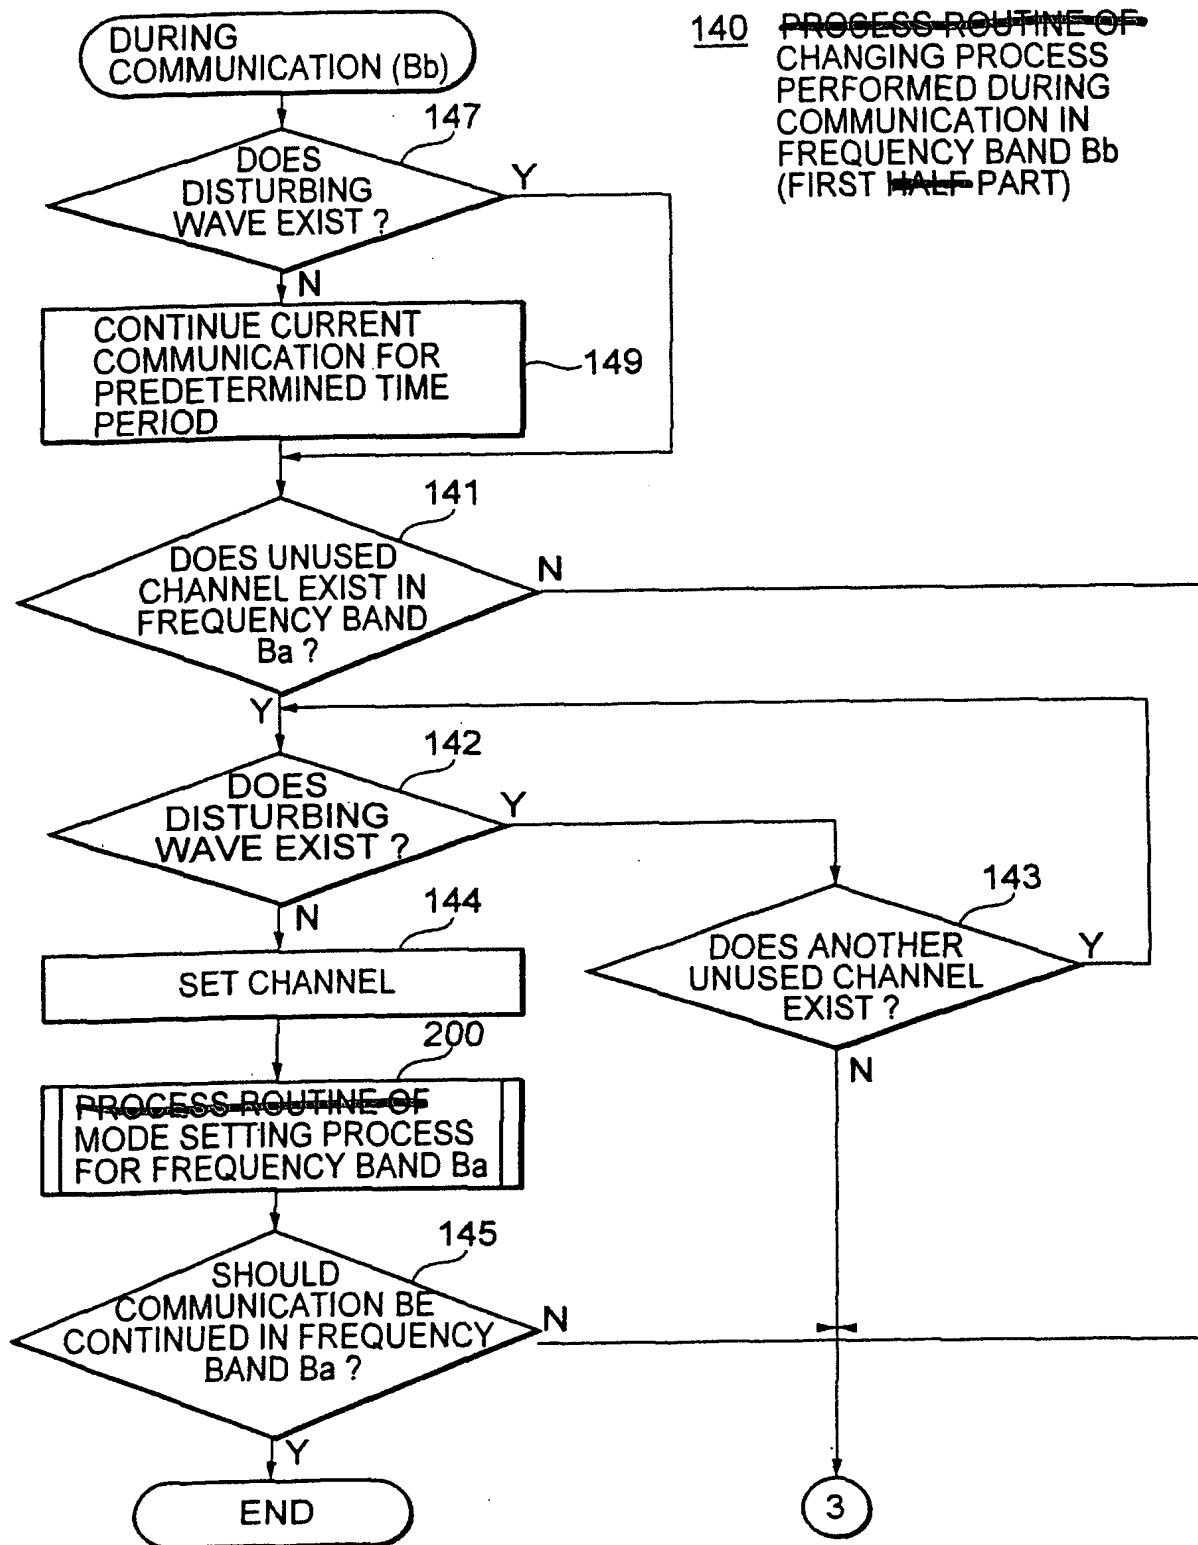 DURING
COMMUNICATION (Bb)
140
PROCESS ROUTINE OF
CHANGING PROCESS
PERFORMED DURING
COMMUNICATION IN
FREQUENCY BAND Bb
(FIRST HALF PART)
147
DOES
DISTURBING
WAVE EXIST ?
Y
N
CONTINUE CURRENT
COMMUNICATION FOR
PREDETERMINED TIME
PERIOD
149
141
DOES UNUSED
CHANNEL EXIST IN
FREQUENCY BAND
Ba ?
N
Y
142
DOES
DISTURBING
WAVE EXIST ?
Y
N
143
DOES ANOTHER
UNUSED CHANNEL
EXIST ?
Y
N
144
SET CHANNEL
200
PROCESS ROUTINE OF
MODE SETTING PROCESS
FOR FREQUENCY BAND Ba
145
SHOULD
COMMUNICATION BE
CONTINUED IN FREQUENCY
BAND Ba ?
N
Y
END
3